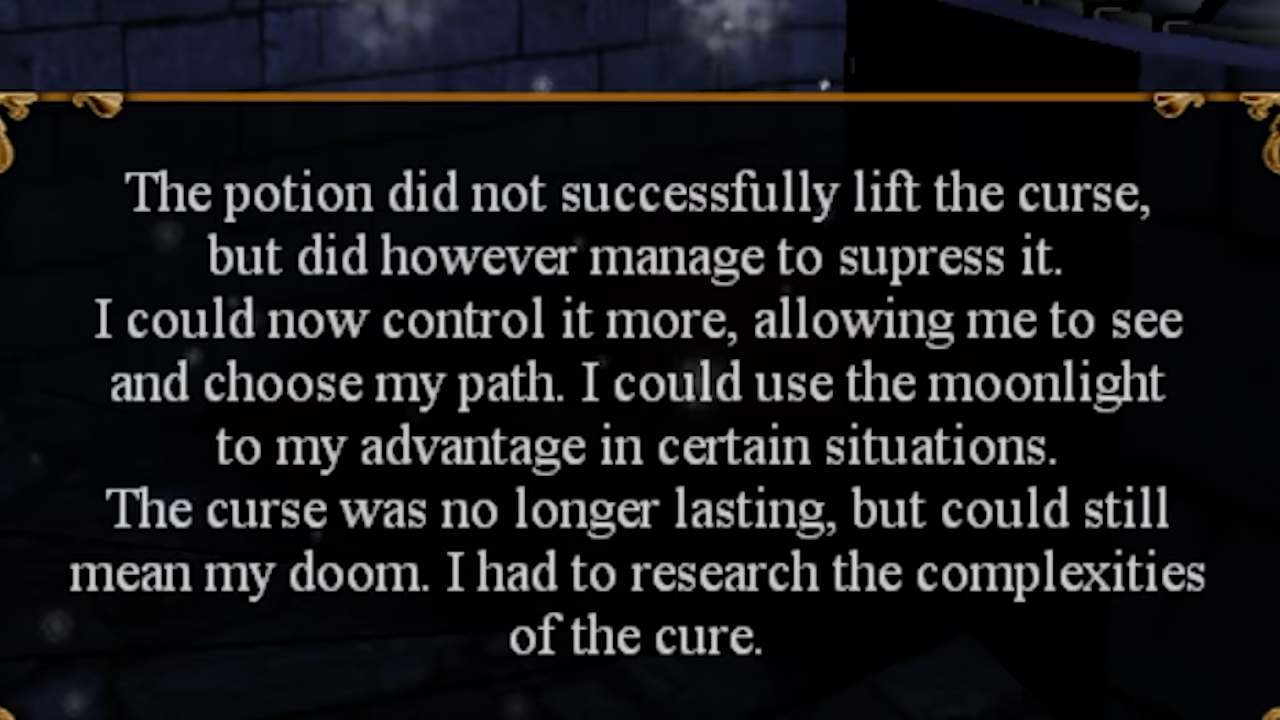 The potion did not successfully lift the curse,
but did however manage to supress it.
I could now control it more, allowing me to see
and choose my path. I could use the moonlight
to my advantage in certain situations.
The curse was no longer lasting, but could still
mean my doom. I had to research the complexities
of the cure.